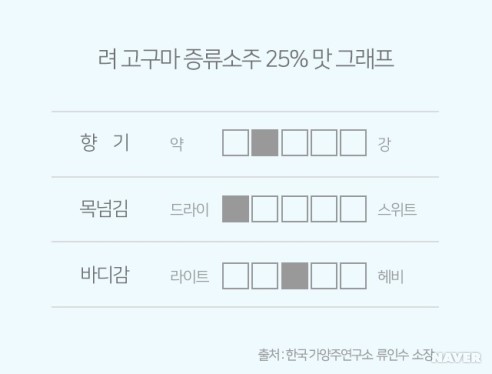 려 고구마 증류소주 25% 맛 그래프
향 기 약 강
목넘김 드라이 스위트
바디감 라이트 헤비
출처 : 한국가양주연구소 류인수 소장
NAVER